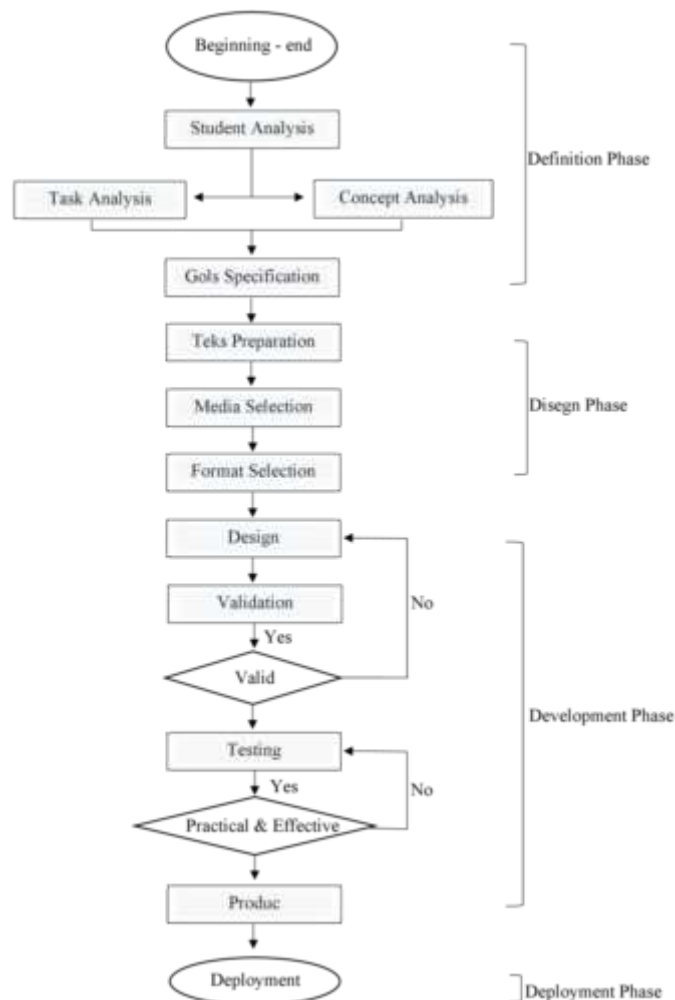 Beginning - end
Student Analysis
Definition Phase
Task Analysis
Concept Analysis
Gols Specification
Teks Preparation
Media Selection
Disegn Phase
Format Selection
Design
Validation
No
Yes
Valid
Development Phase
Testing
Yes
No
Practical & Effective
Produc
Deployment
Deployment Phase